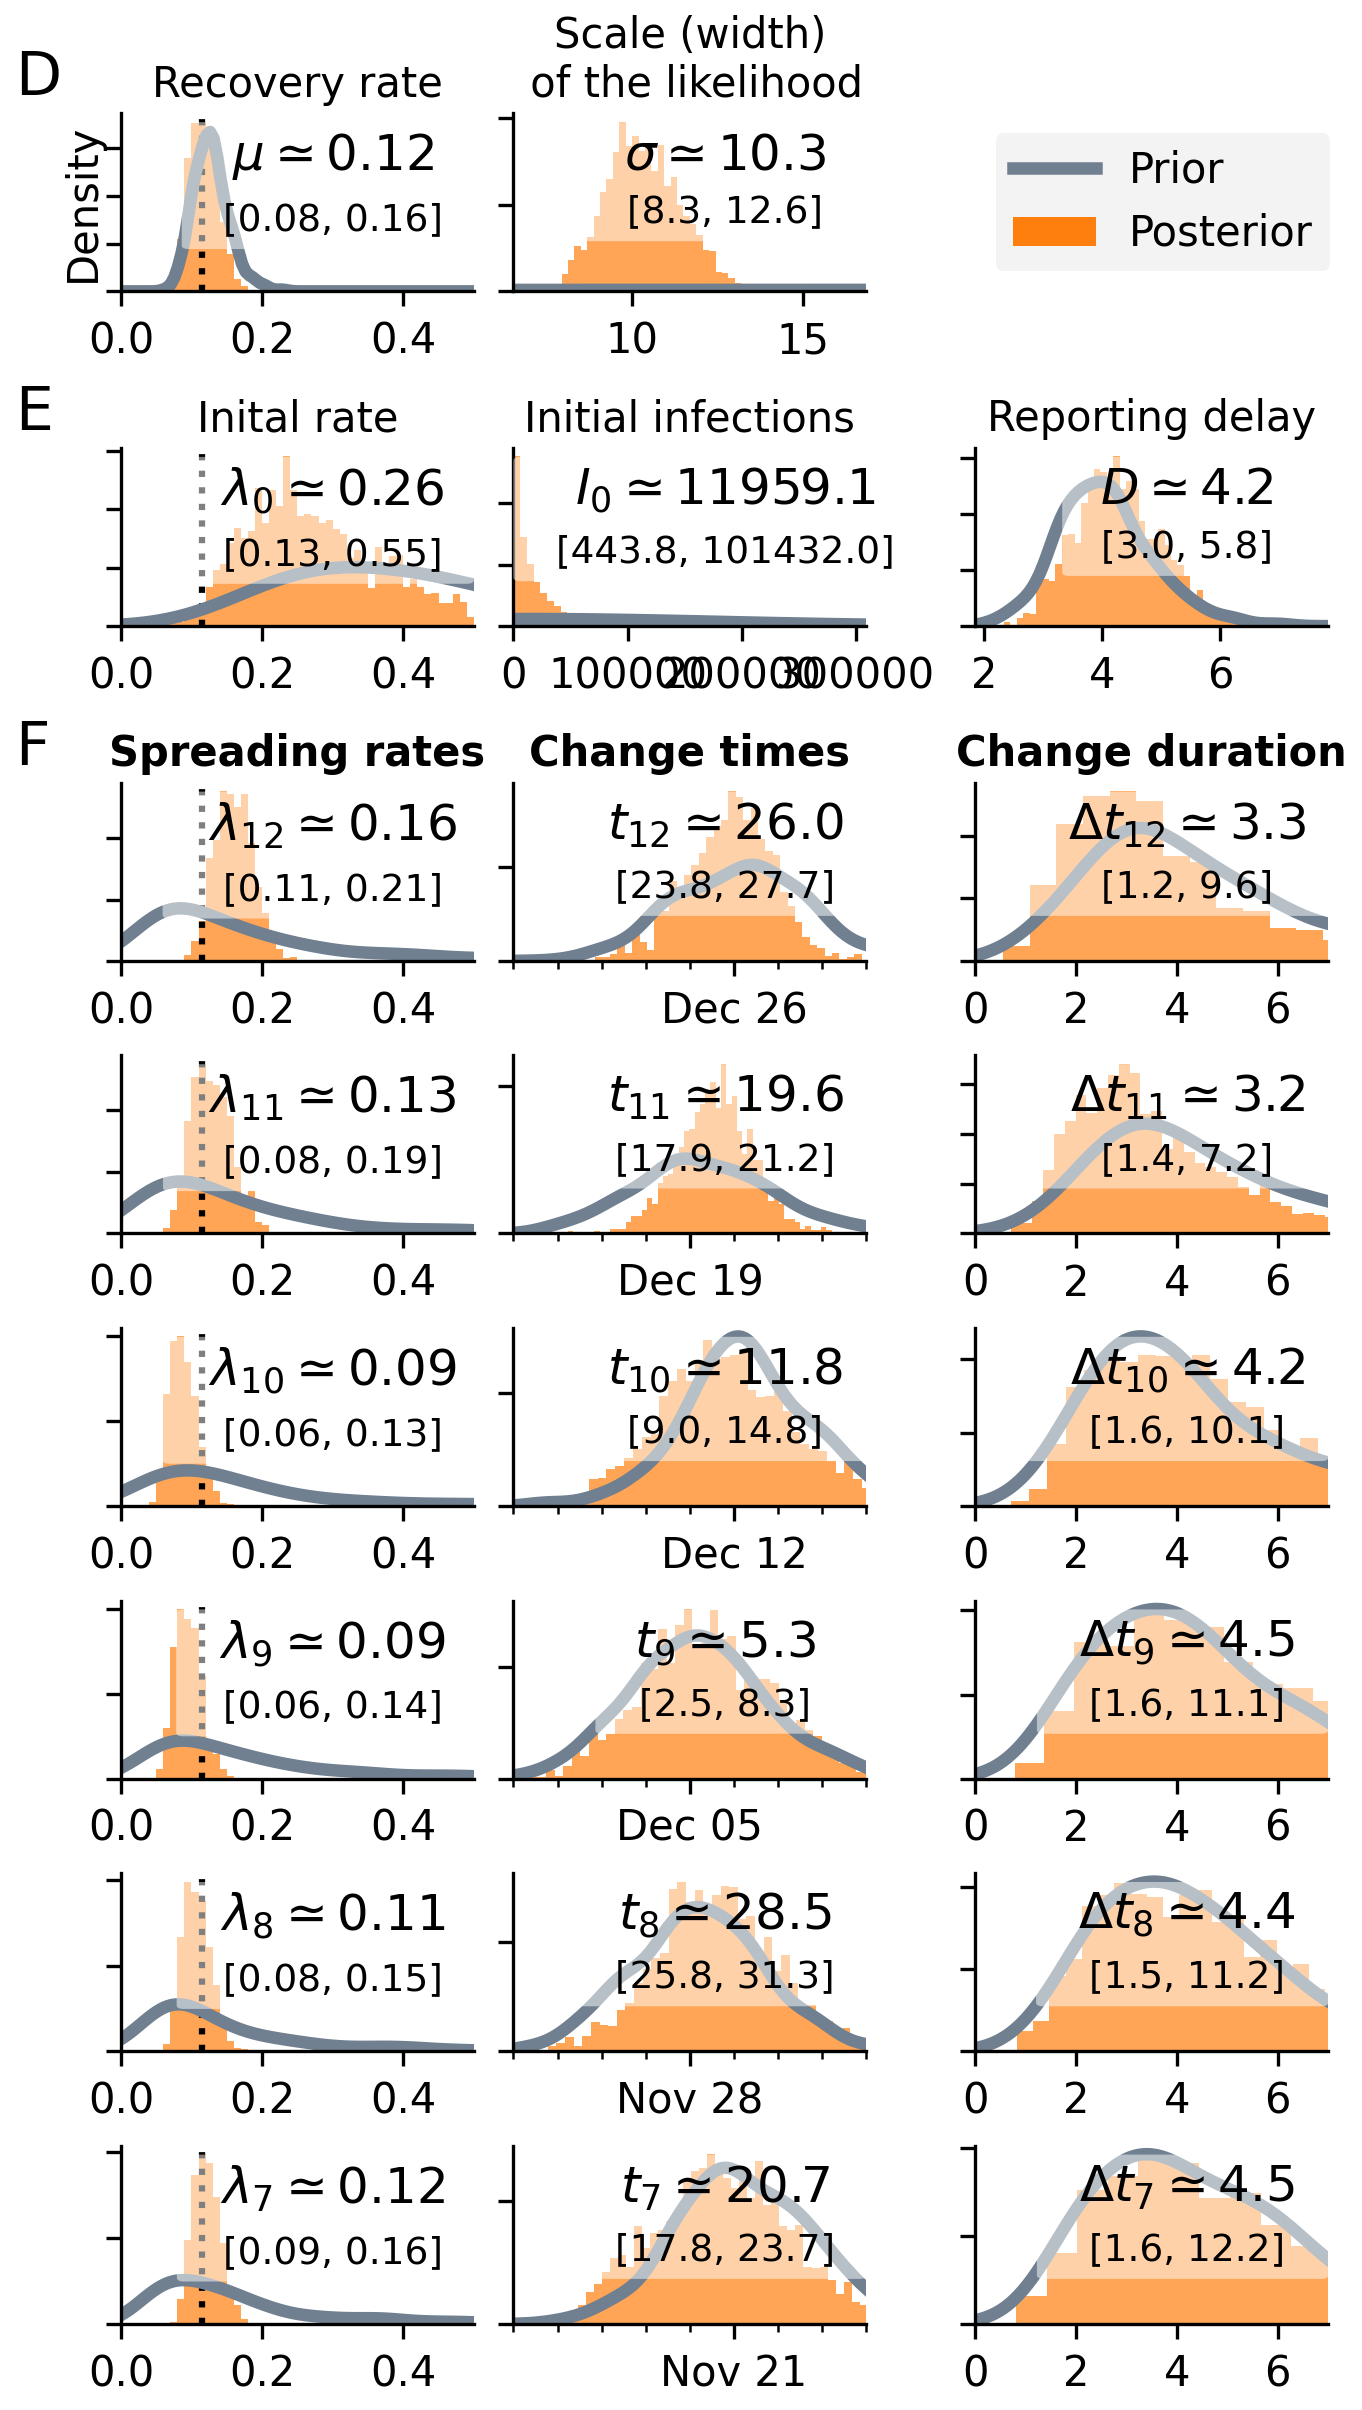 D
Recovery rate
Scale (width)
of the likelihood
Density
μ ≃ 0.12
[0.08, 0.16]
0.0 0.2 0.4
σ ≃ 10.3
[8.3, 12.6]
10 15
Prior
Posterior
E
Inital rate
λ0 ≃ 0.26
[0.13, 0.55]
0.0 0.2 0.4
Initial infections
I0 ≃ 11959.1
[443.8, 101432.0]
0 100000 200000 300000
Reporting delay
D ≃ 4.2
[3.0, 5.8]
2 4 6
F
Spreading rates
Change times
Change duration
λ12 ≃ 0.16
[0.11, 0.21]
0.0 0.2 0.4
t12 ≃ 26.0
[23.8, 27.7]
Dec 26
Δt12 ≃ 3.3
[1.2, 9.6]
0 2 4 6
λ11 ≃ 0.13
[0.08, 0.19]
0.0 0.2 0.4
t11 ≃ 19.6
[17.9, 21.2]
Dec 19
Δt11 ≃ 3.2
[1.4, 7.2]
0 2 4 6
λ10 ≃ 0.09
[0.06, 0.13]
0.0 0.2 0.4
t10 ≃ 11.8
[9.0, 14.8]
Dec 12
Δt10 ≃ 4.2
[1.6, 10.1]
0 2 4 6
λ9 ≃ 0.09
[0.06, 0.14]
0.0 0.2 0.4
t9 ≃ 5.3
[2.5, 8.3]
Dec 05
Δt9 ≃ 4.5
[1.6, 11.1]
0 2 4 6
λ8 ≃ 0.11
[0.08, 0.15]
0.0 0.2 0.4
t8 ≃ 28.5
[25.8, 31.3]
Nov 28
Δt8 ≃ 4.4
[1.5, 11.2]
0 2 4 6
λ7 ≃ 0.12
[0.09, 0.16]
0.0 0.2 0.4
t7 ≃ 20.7
[17.8, 23.7]
Nov 21
Δt7 ≃ 4.5
[1.6, 12.2]
0 2 4 6